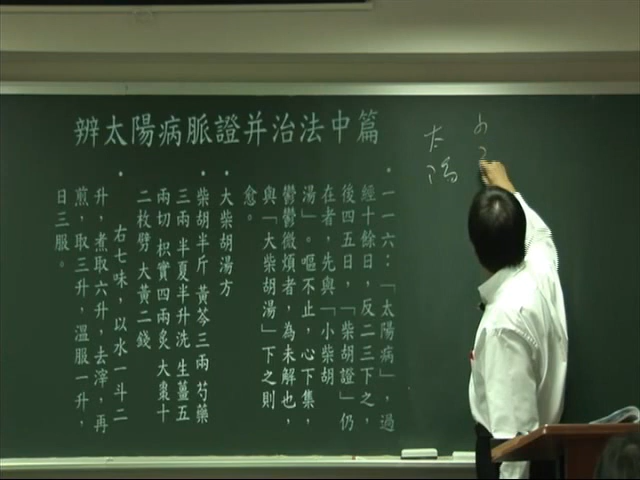 辨太陽病脈證并治法中篇
• 一一六：「太陽病」，過
經十餘日，反二三下之，
後四五日，「柴胡證」仍
在者，先與「小柴胡
湯」。嘔不止，心下集，
鬱鬱微煩者，為未解也，
與「大柴胡湯」下之則
愈。
• 大柴胡湯方
• 柴胡半斤 黃芩三兩 芍藥
三兩 半夏半升洗 生薑五
兩切 枳實四兩炙 大棗十
二枚劈 大黃二錢
• 右七味，以水一斗二
升，煮取六升，去滓，再
煎，取三升，溫服一升，
日三服。
太陽